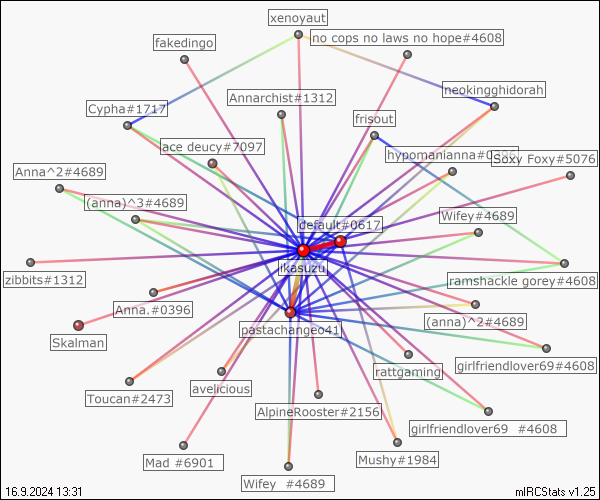 xenoyaut
no cops no laws no hope#4608
fakedingo
neokingghidorah
Annarchist#1312
Cypha#1717
frisout
ace deucy#7097
hypomanianna#0396
Soxy Foxy#5076
Anna^2#4689
(anna)^3#4689
Wifey#4689
default#0617
jikasuzu
zibbits#1312
ramshackle gorey#4608
Anna.#0396
(anna)^2#4689
pastachangeo41
Skalman
girlfriendlover69#4608
rattgaming
avelicious
Toucan#2473
AlpineRooster#2156
girlfriendlover69 #4608
Mad #6901
Mushy#1984
Wifey #4689
16.9.2024 13:31
mIRCStats v1.25